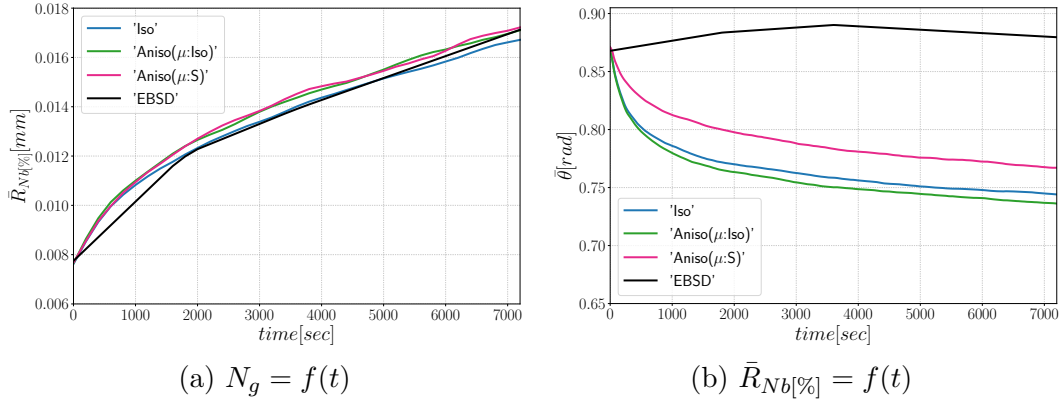 0.018
0.016
0.014
0.012
0.010
0.008
0.006
0 1000 2000 3000 4000 5000 6000 7000
R̄_{Nb[%]}[mm]
time[sec]
'Iso'
'Aniso(μ:Iso)'
'Aniso(μ:S)'
'EBSD'
(a) N_g = f(t)
0.90
0.85
0.80
0.75
0.70
0.65
0 1000 2000 3000 4000 5000 6000 7000
θ̄[rad]
time[sec]
'Iso'
'Aniso(μ:Iso)'
'Aniso(μ:S)'
'EBSD'
(b) R̄_{Nb[%]} = f(t)